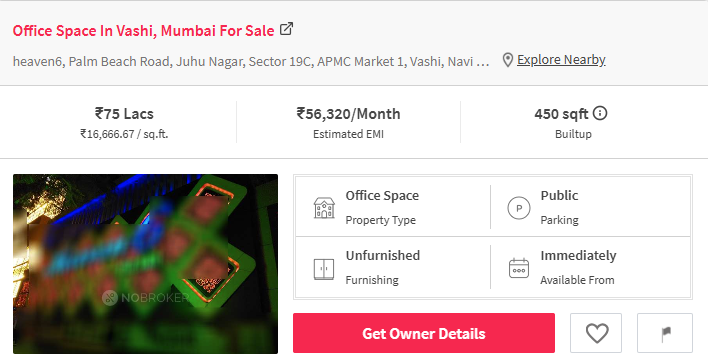 Office Space In Vashi, Mumbai For Sale
heaven6, Palm Beach Road, Juhu Nagar, Sector 19C, APMC Market 1, Vashi, Navi ...
Explore Nearby
₹75 Lacs
₹16,666.67 / sq.ft.
₹56,320/Month
Estimated EMI
450 sqft
Builtup
NOBROKER
Office Space
Property Type
P
Public
Parking
Unfurnished
Furnishing
Immediately
Available From
Get Owner Details